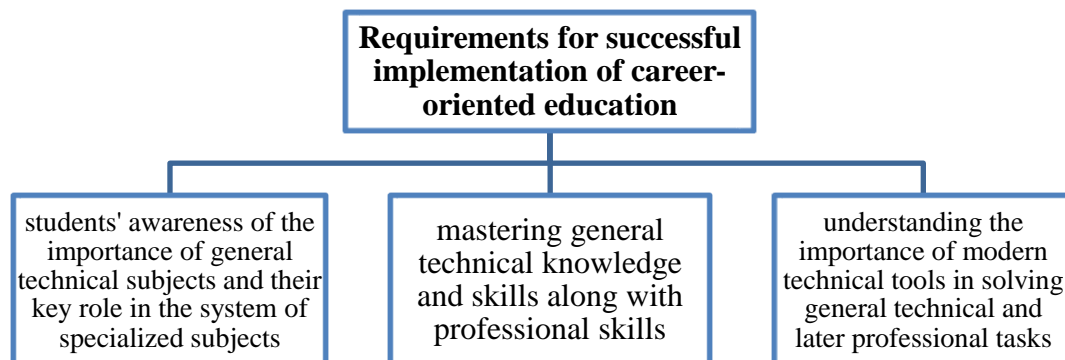 Requirements for successful
implementation of career-
oriented education
students' awareness of the
importance of general
technical subjects and their
key role in the system of
specialized subjects
mastering general
technical knowledge
and skills along with
professional skills
understanding the
importance of modern
technical tools in solving
general technical and
later professional tasks